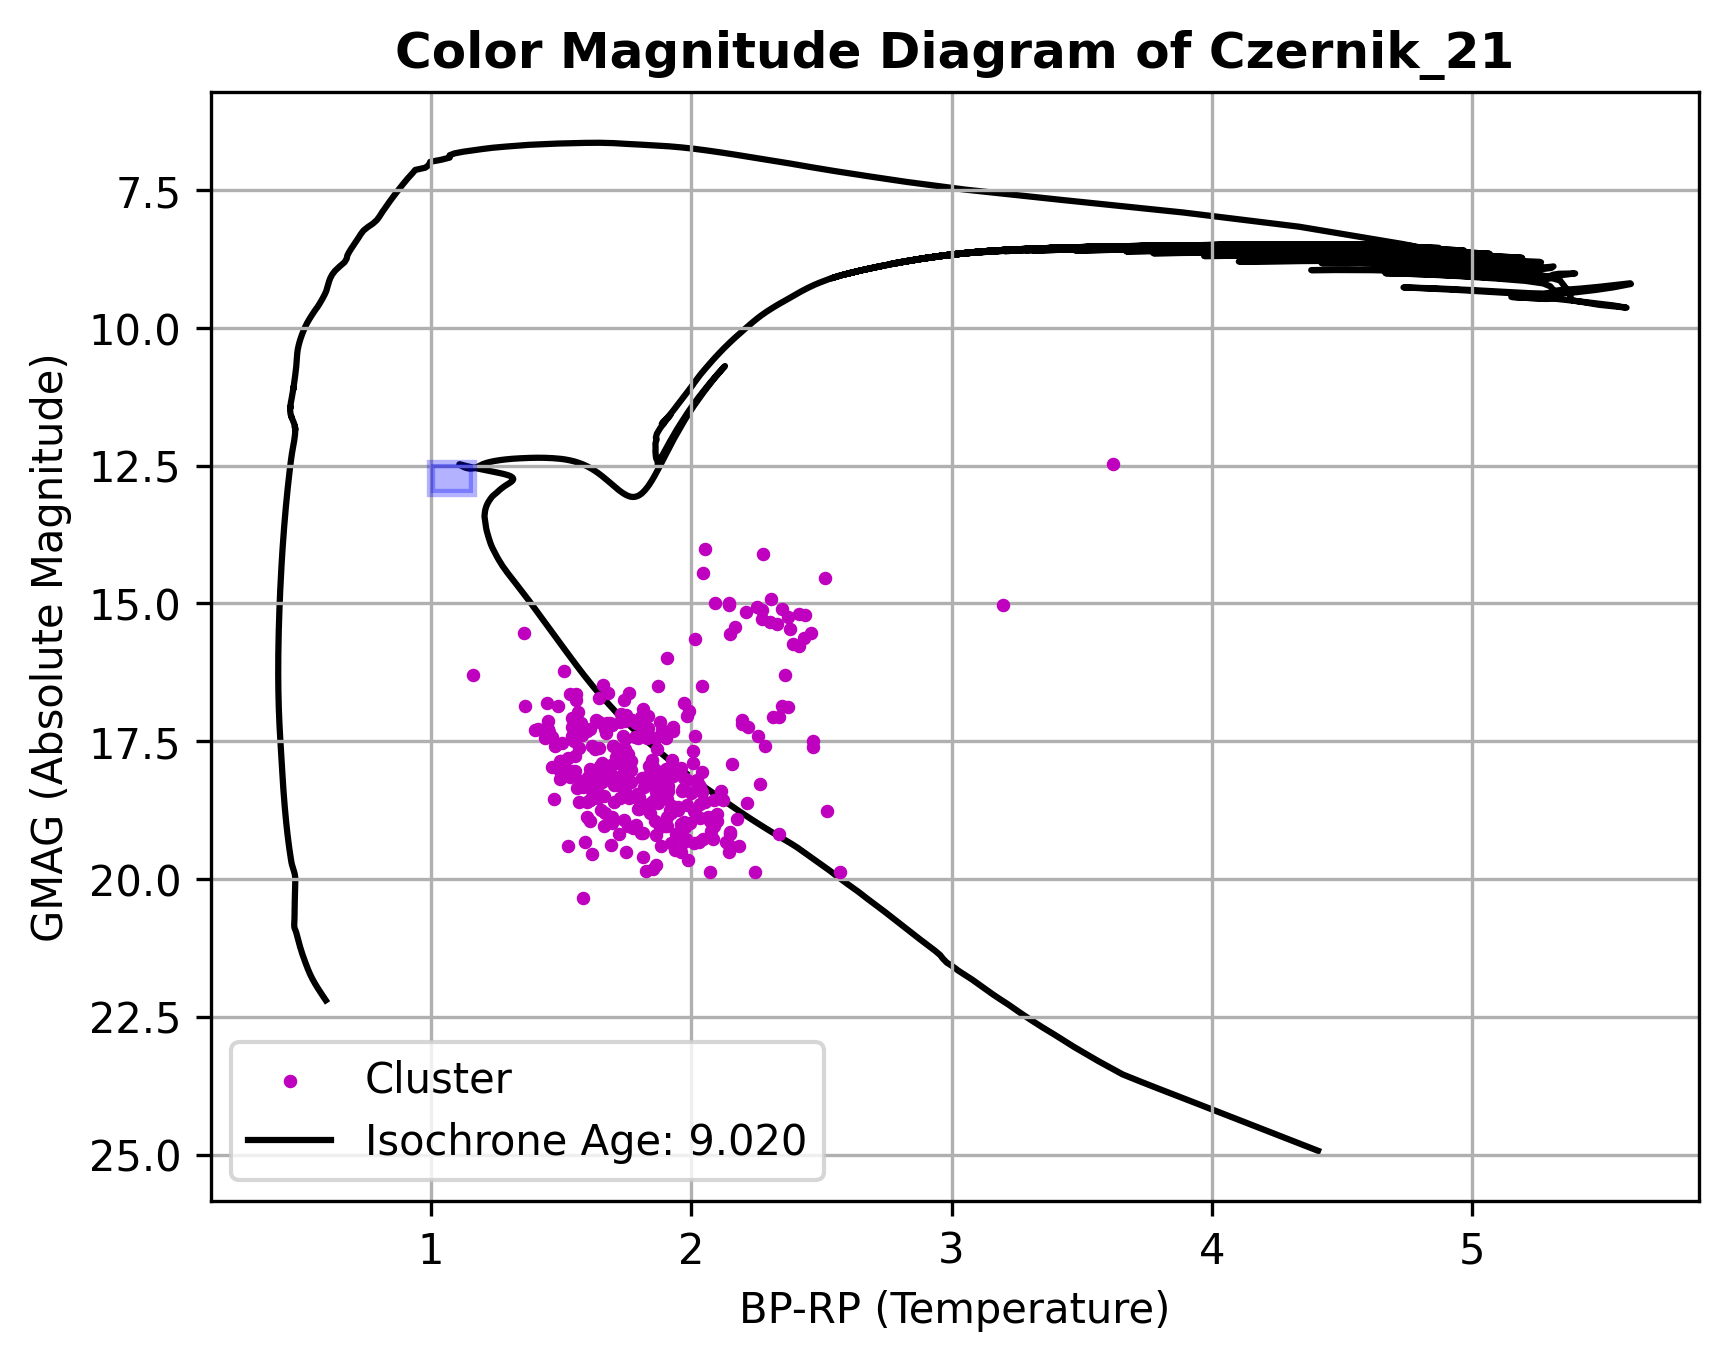 Color Magnitude Diagram of Czernik_21
GMAG (Absolute Magnitude)
7.5
10.0
12.5
15.0
17.5
20.0
22.5
25.0
Cluster
Isochrone Age: 9.020
1
2
3
4
5
BP-RP (Temperature)